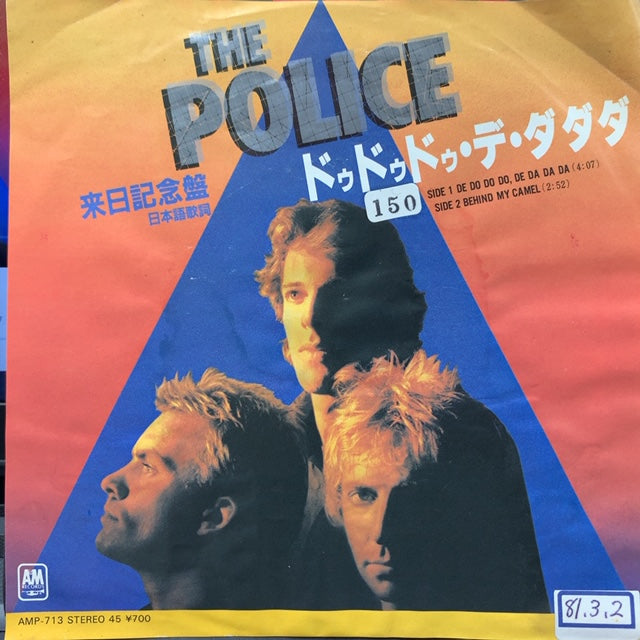 THE
POLICE
ドゥドゥドゥ・デ・ダダダ
来日記念盤
日本語歌詞
150
SIDE 1 DE DO DO DO, DE DA DA DA (4:07)
SIDE 2 BEHIND MY CAMEL (2:52)
AM
RECORDS
AMP-713 STEREO 45 ¥700
81.3.2